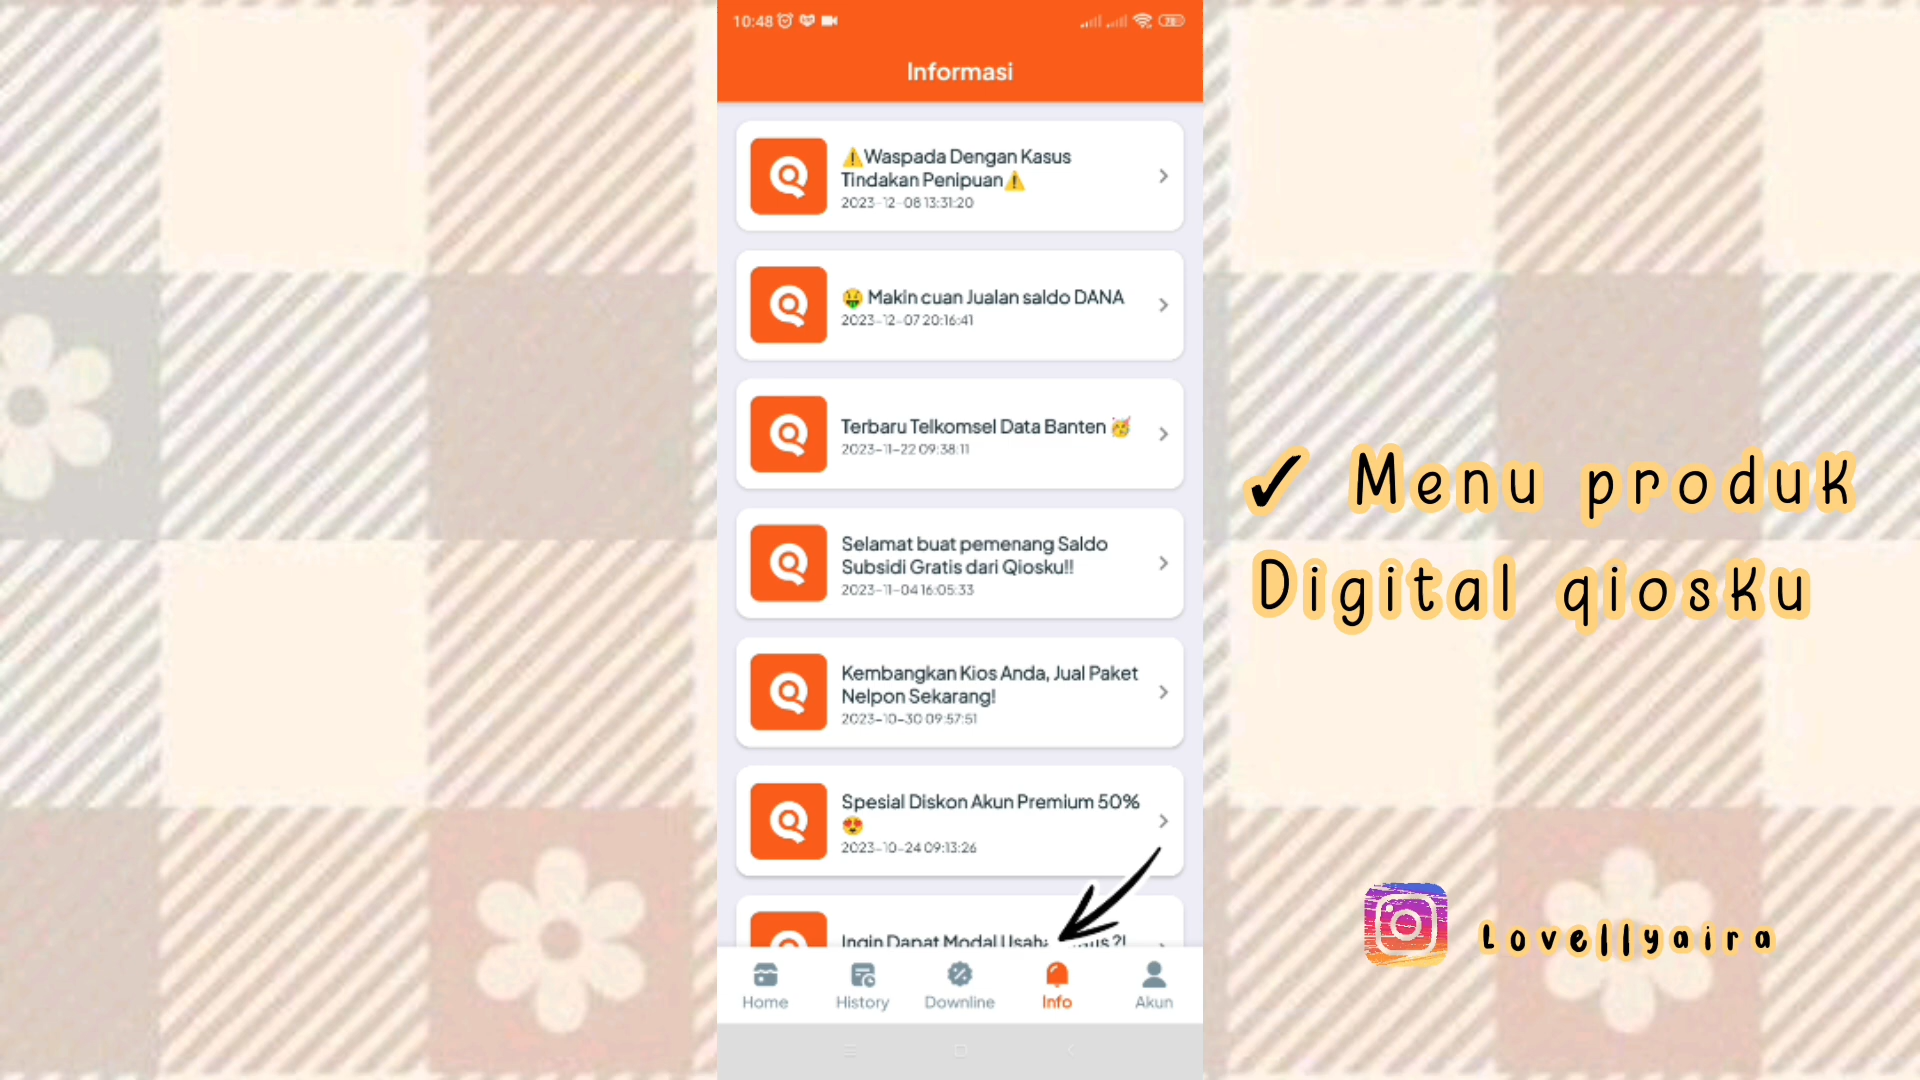 10:48
Informasi
⚠️Waspada Dengan Kasus
Tindakan Penipuan⚠️
2023-12-08 13:31:20
🤑 Makin cuan Jualan saldo DANA
2023-12-07 20:16:41
Terbaru Telkomsel Data Banten 🥳
2023-11-22 09:38:11
Selamat buat pemenang Saldo
Subsidi Gratis dari Qiosku!!
2023-11-04 16:05:33
Kembangkan Kios Anda, Jual Paket
Nelpon Sekarang!
2023-10-30 09:57:51
Spesial Diskon Akun Premium 50%
😍
2023-10-24 09:13:26
Ingin Dapat Modal Usaha
Home History Downline Info Akun
✔ Menu produk
Digital qiosku
Lovellyaira